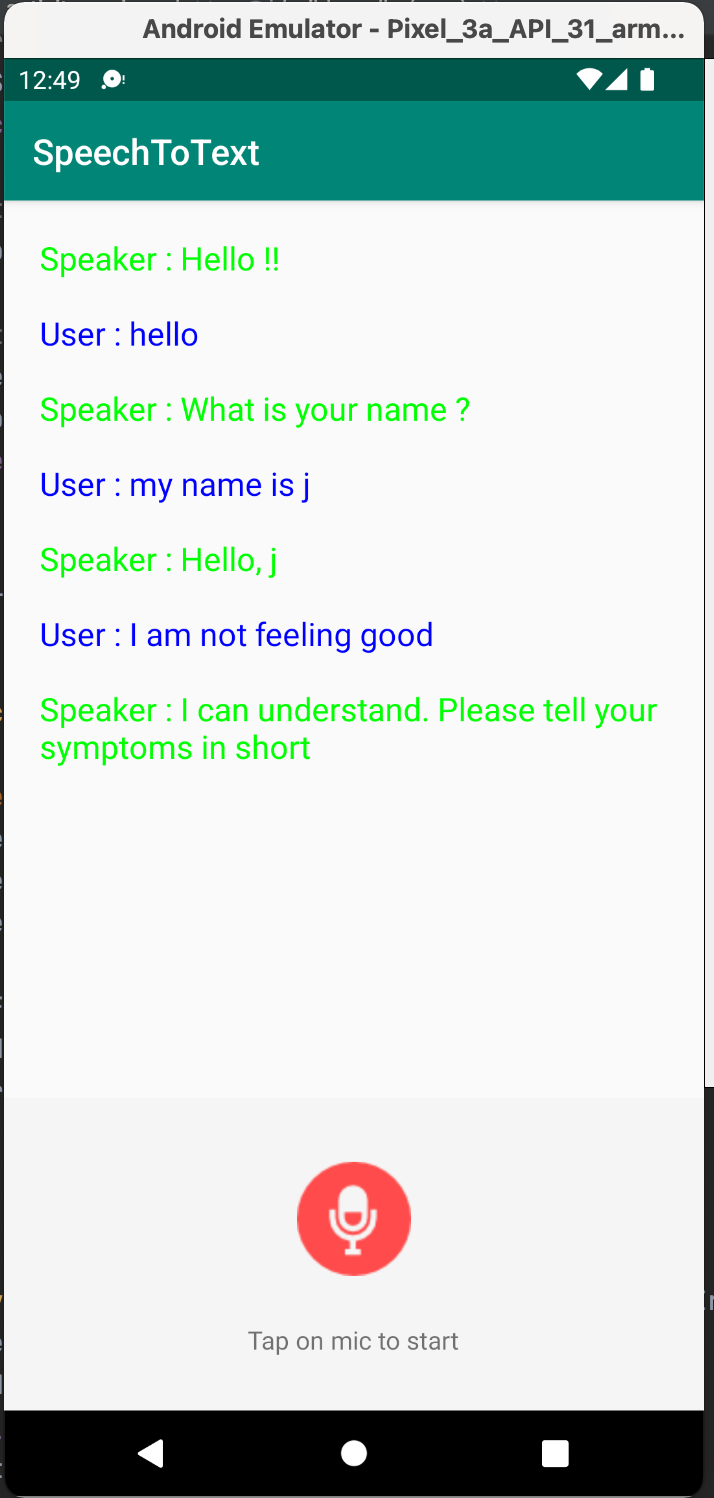 Android Emulator - Pixel_3a_API_31_arm...
12:49
SpeechToText
Speaker : Hello !!
User : hello
Speaker : What is your name ?
User : my name is j
Speaker : Hello, j
User : I am not feeling good
Speaker : I can understand. Please tell your
symptoms in short
Tap on mic to start